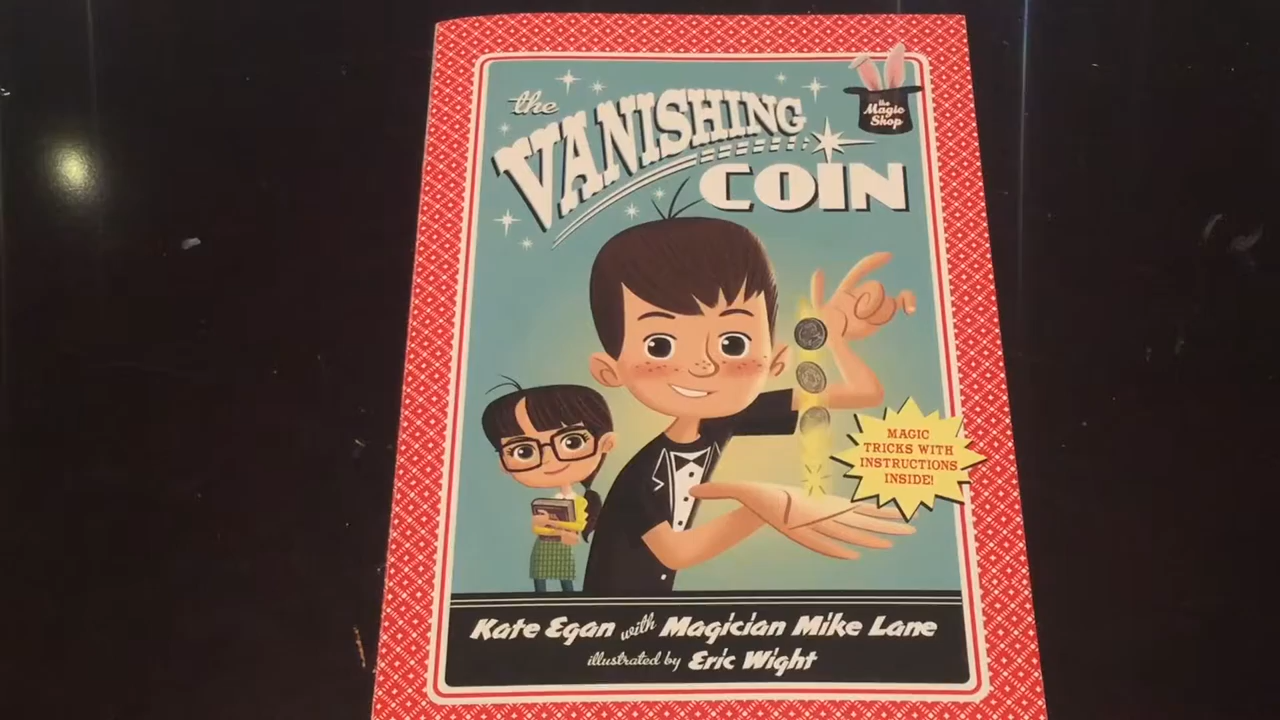 the
VANISHING
COIN
the
Magic
Shop
MAGIC
TRICKS WITH
INSTRUCTIONS
INSIDE!
Kate Egan with Magician Mike Lane
illustrated by Eric Wight